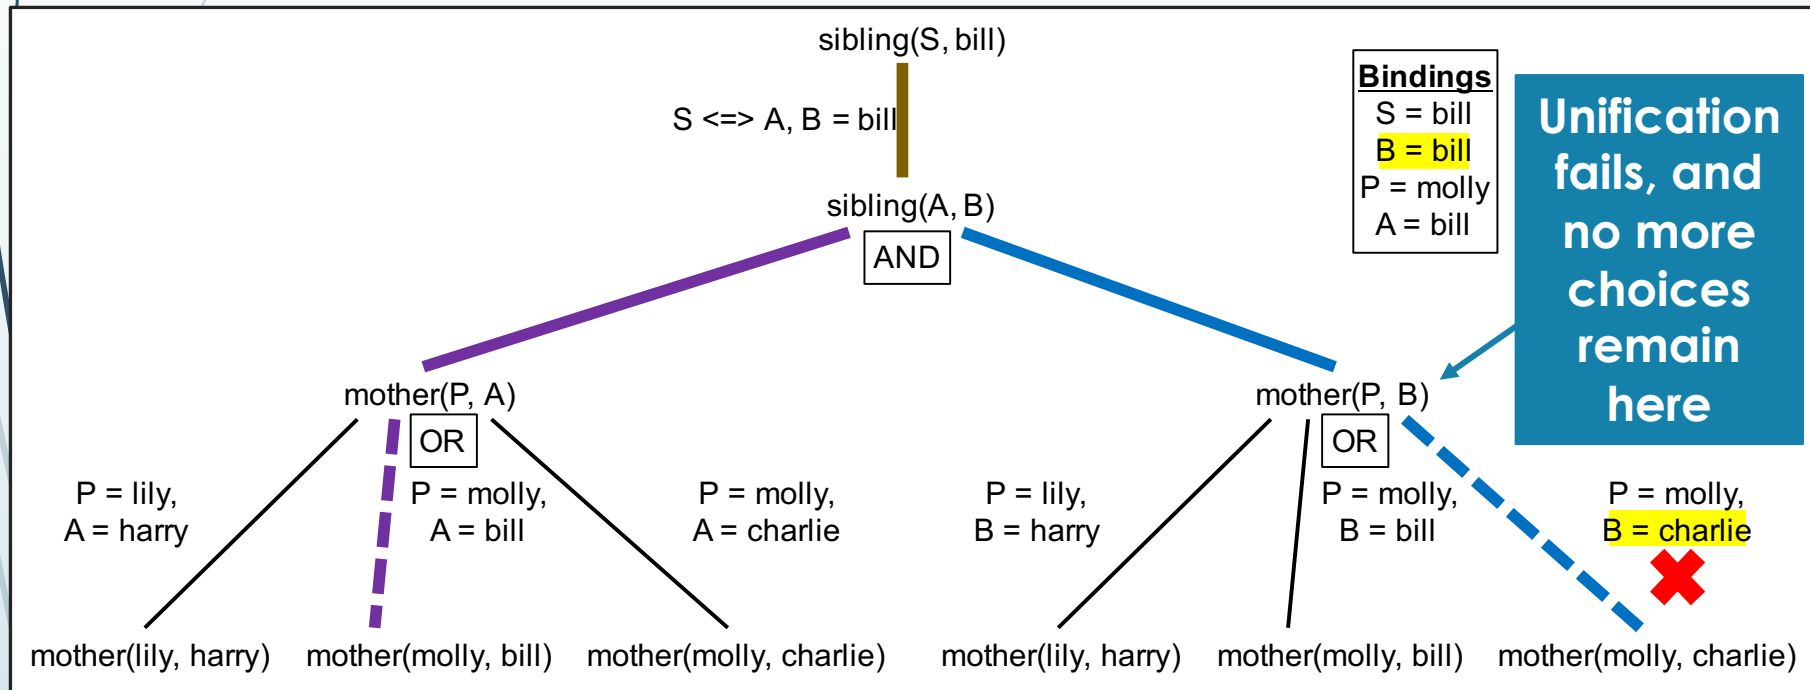 sibling(S, bill)
S <=> A, B = bill
sibling(A, B)
AND
Bindings
S = bill
B = bill
P = molly
A = bill
Unification
fails, and
no more
choices
remain
here
mother(P, A)
OR
mother(P, B)
OR
P = lily,
A = harry
P = molly,
A = bill
P = molly,
A = charlie
P = lily,
B = harry
P = molly,
B = bill
P = molly,
B = charlie
mother(lily, harry)
mother(molly, bill)
mother(molly, charlie)
mother(lily, harry)
mother(molly, bill)
mother(molly, charlie)